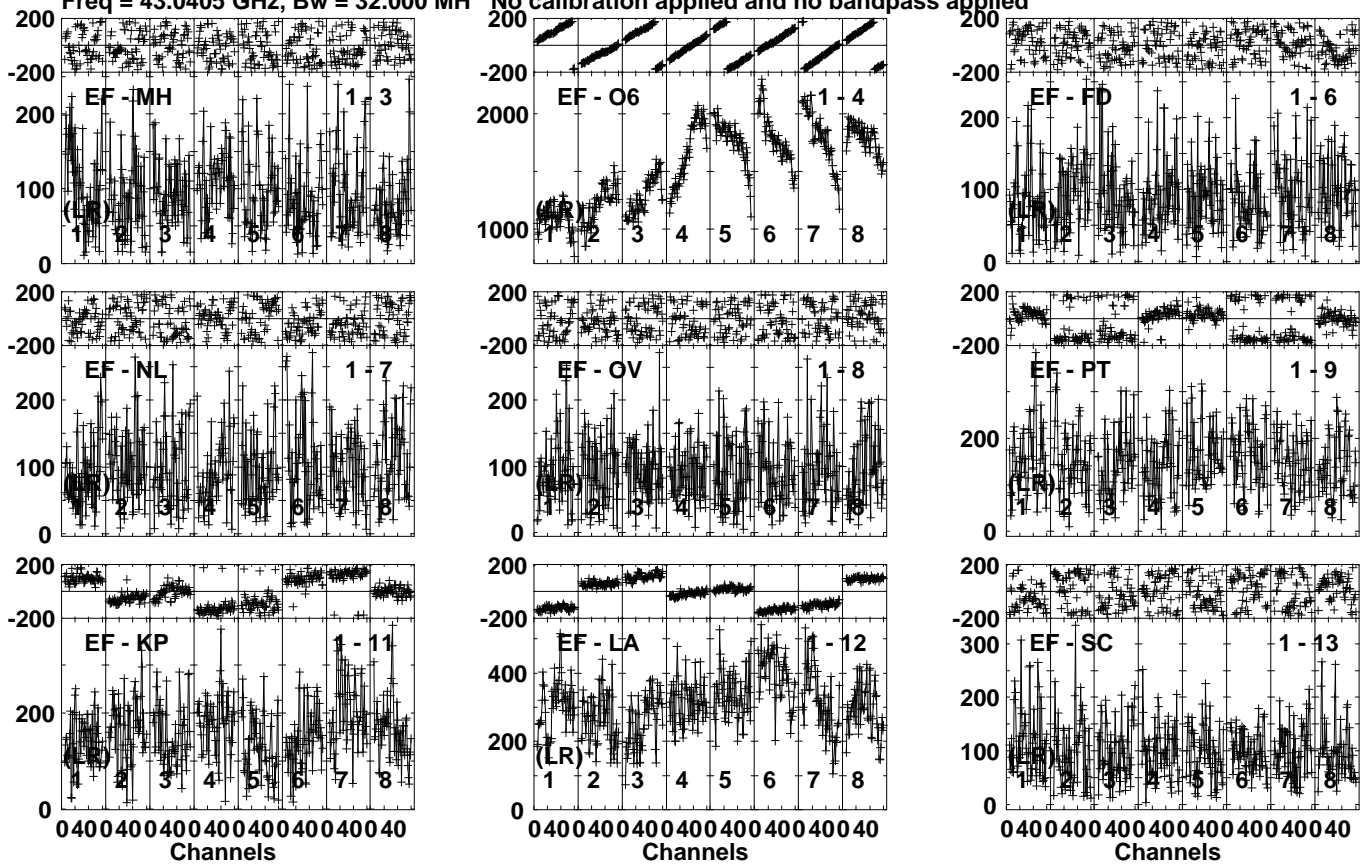 Freq = 43.0405 GHz, Bw = 32.000 MH No calibration applied and no bandpass applied
200 200 200
-200 -200 -200
EF - MH 1 - 3 EF - O6 1 - 4 EF - FD 1 - 6
200 2000 200
100 100
(LR) (LR) (LR)
1 2 3 4 5 6 7 8 1000 1 2 3 4 5 6 7 8 1 2 3 4 5 6 7 8
0 0
200 200 200
-200 -200 -200
EF - NL 1 - 7 EF - OV 1 - 8 EF - PT 1 - 9
200 200 200
100 100
(LR) (LR) (LR)
1 2 3 4 5 6 7 8 1 2 3 4 5 6 7 8 1 2 3 4 5 6 7 8
0 0 0
200 200 200
-200 -200 -200
EF - KP 1 - 11 EF - LA 1 - 12 EF - SC 1 - 13
300
400
200 200 200
100
(LR) (LR) (LR)
1 2 3 4 5 6 7 8 1 2 3 4 5 6 7 8 1 2 3 4 5 6 7 8
0 0 0
0 40 0 40 0 40 0 40 0 40 0 40 0 40 0 40 0 40 0 40 0 40 0 40 0 40 0 40 0 40 0 40 0 40 0 40 0 40 0 40 0 40 0 40 0 40 0 40
Channels Channels Channels